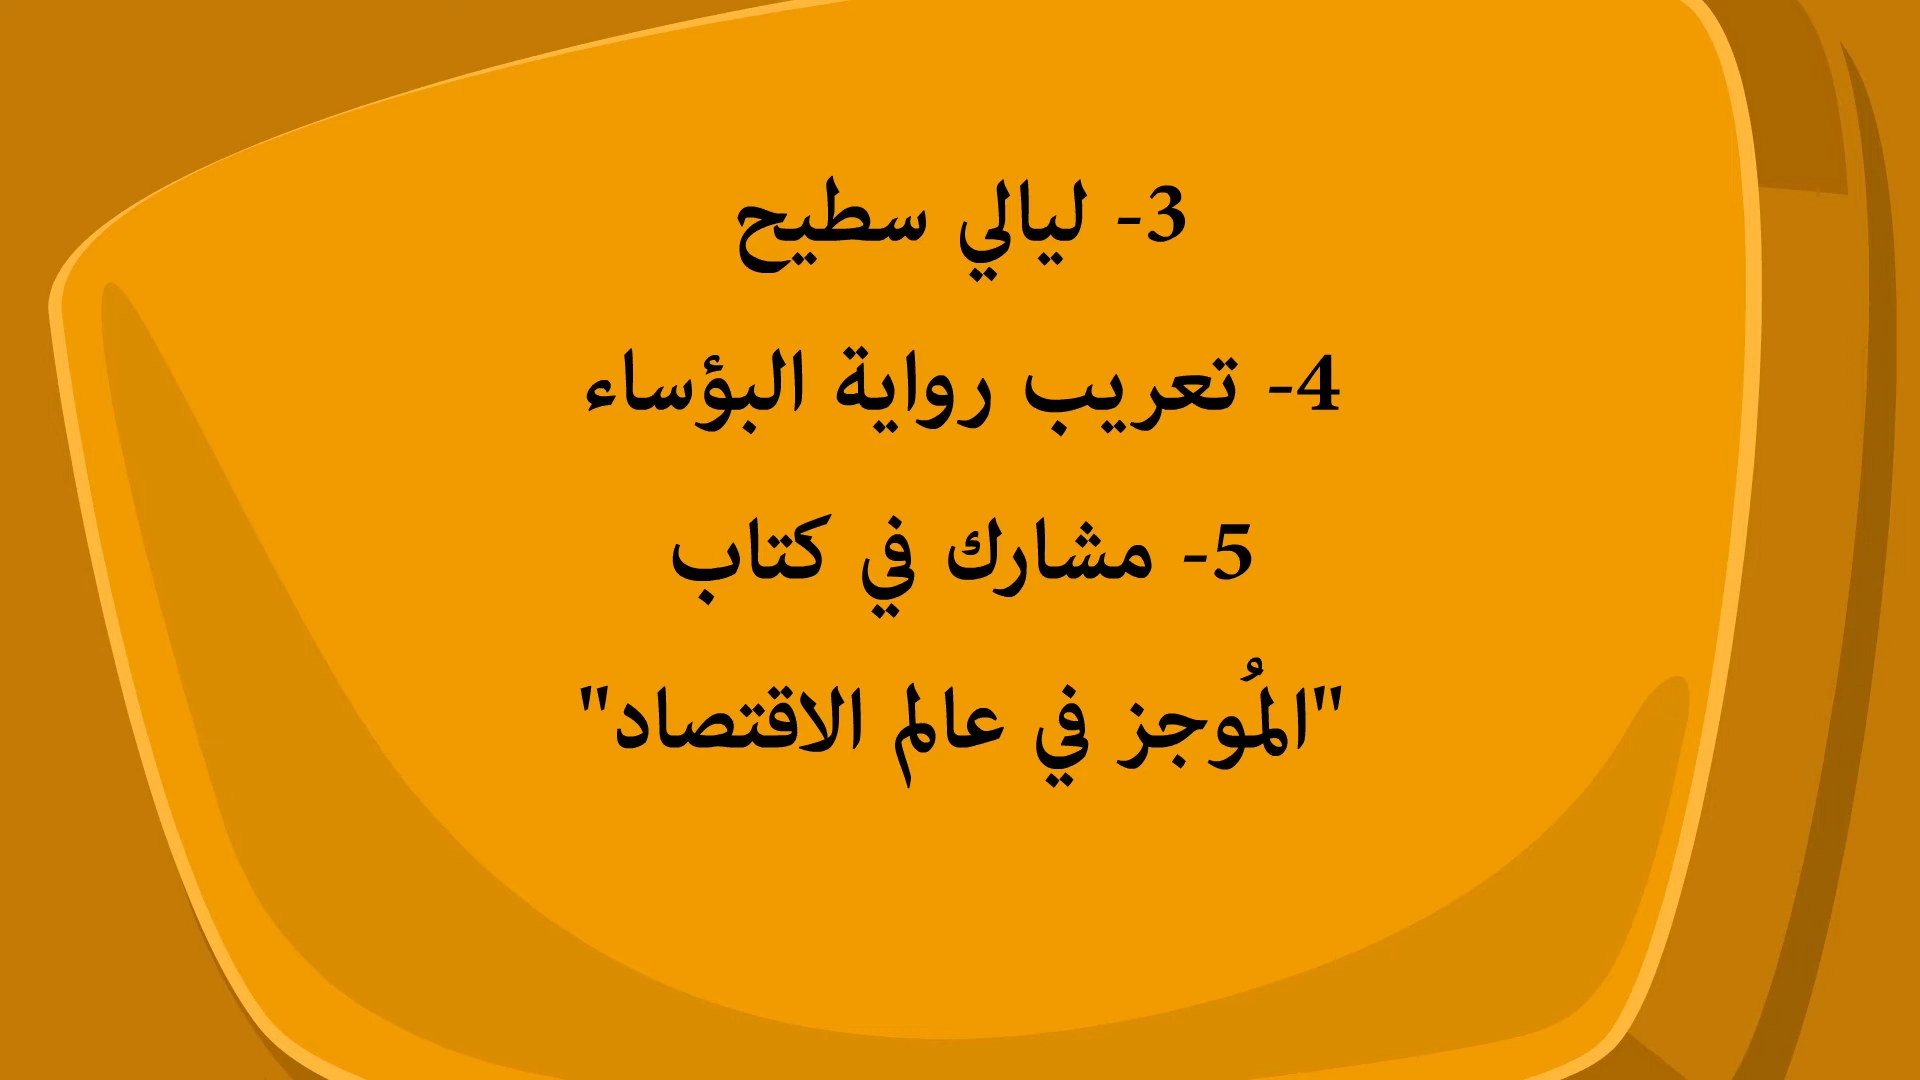 3- ليالي سطيح
4- تعريب رواية البؤساء
5- مشارك في كتاب
"المُوجز في عالم الاقتصاد"